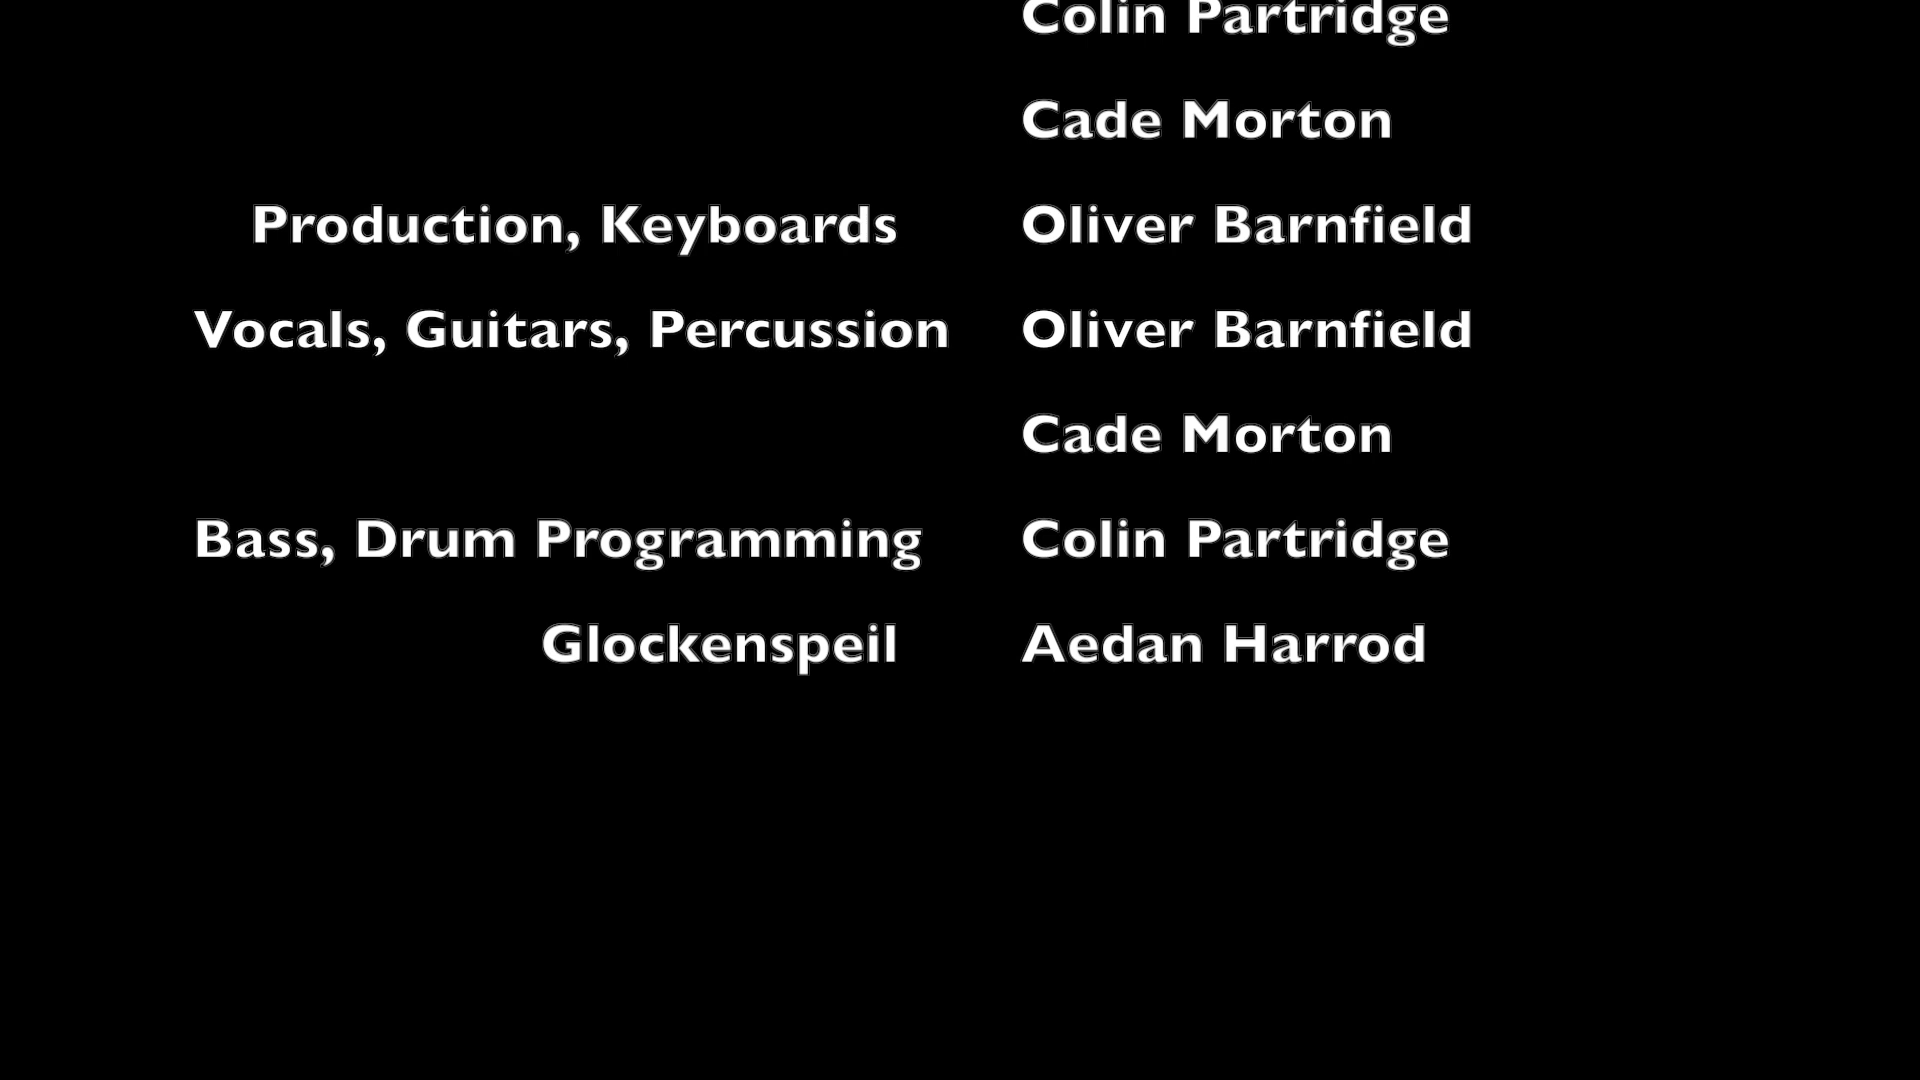 Colin Partridge
Cade Morton
Production, Keyboards Oliver Barnfield
Vocals, Guitars, Percussion Oliver Barnfield
Cade Morton
Bass, Drum Programming Colin Partridge
Glockenspeil Aedan Harrod